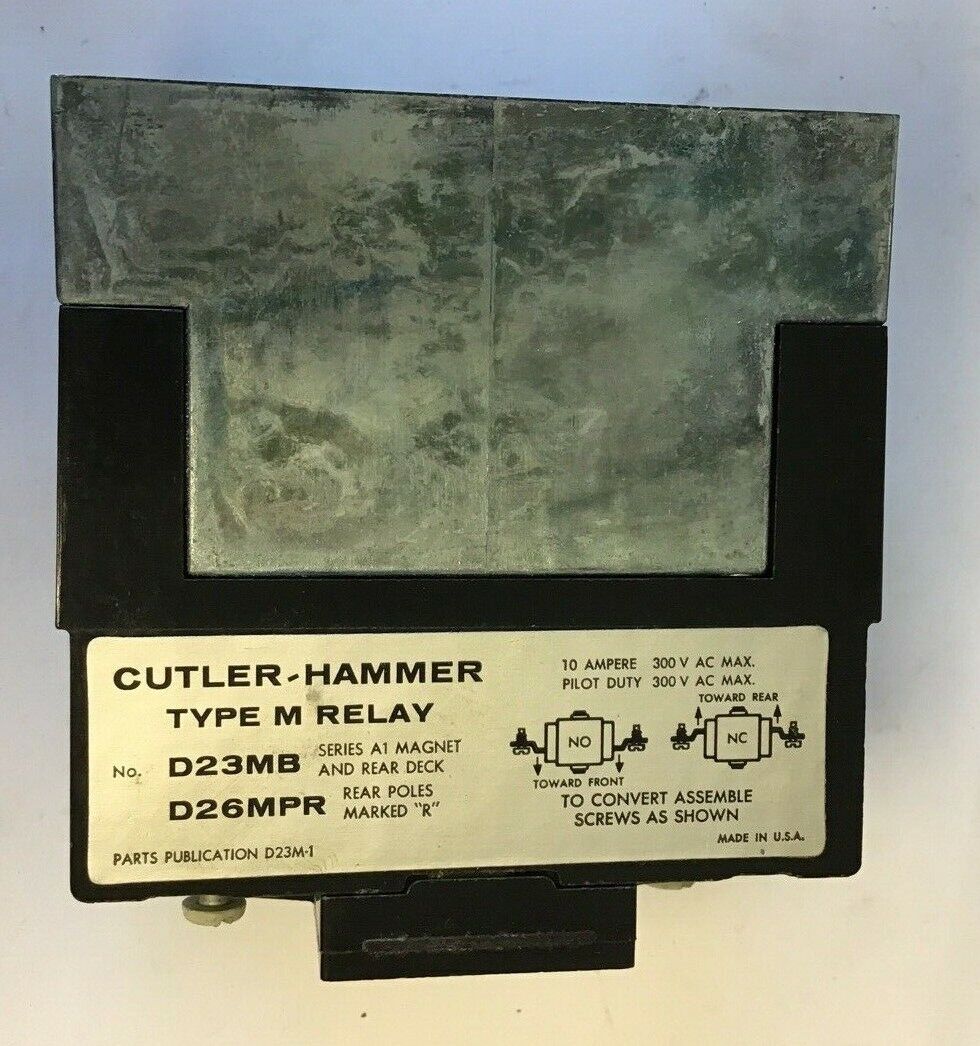 CUTLER-HAMMER
TYPE M RELAY
No. D23MB SERIES A1 MAGNET AND REAR DECK
D26MPR REAR POLES MARKED "R"
PARTS PUBLICATION D23M-1
10 AMPERE 300 V AC MAX.
PILOT DUTY 300 V AC MAX.
TOWARD REAR
NO
NC
TOWARD FRONT
TO CONVERT ASSEMBLE
SCREWS AS SHOWN
MADE IN U.S.A.